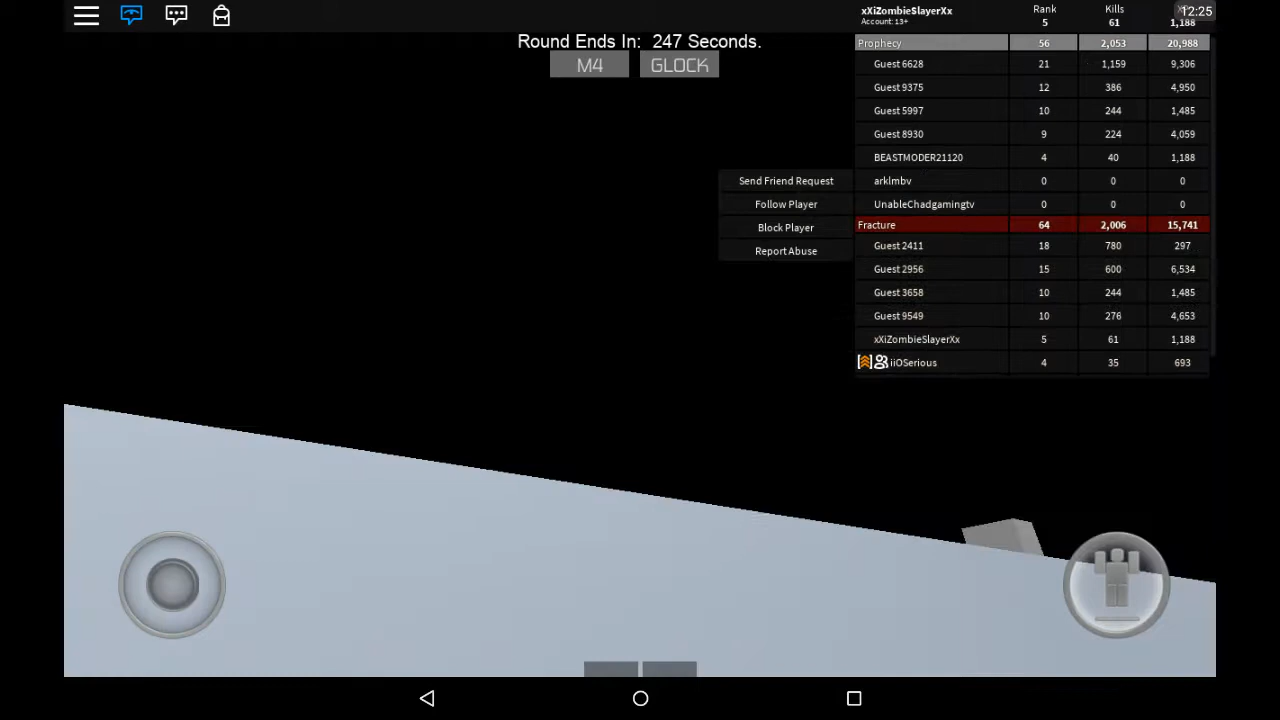 xXiZombieSlayerXx Rank Kills 12:25
Account: 13+ 5 61 1,188
Round Ends In: 247 Seconds.
M4 GLOCK
Prophecy 56 2,053 20,988
Guest 6628 21 1,159 9,306
Guest 9375 12 386 4,950
Guest 5997 10 244 1,485
Guest 8930 9 224 4,059
BEASTMODER21120 4 40 1,188
arklmbv 0 0 0
UnableChadgamingtv 0 0 0
Fracture 64 2,006 15,741
Guest 2411 18 780 297
Guest 2956 15 600 6,534
Guest 3658 10 244 1,485
Guest 9549 10 276 4,653
xXiZombieSlayerXx 5 61 1,188
iiOSerious 4 35 693
Send Friend Request
Follow Player
Block Player
Report Abuse